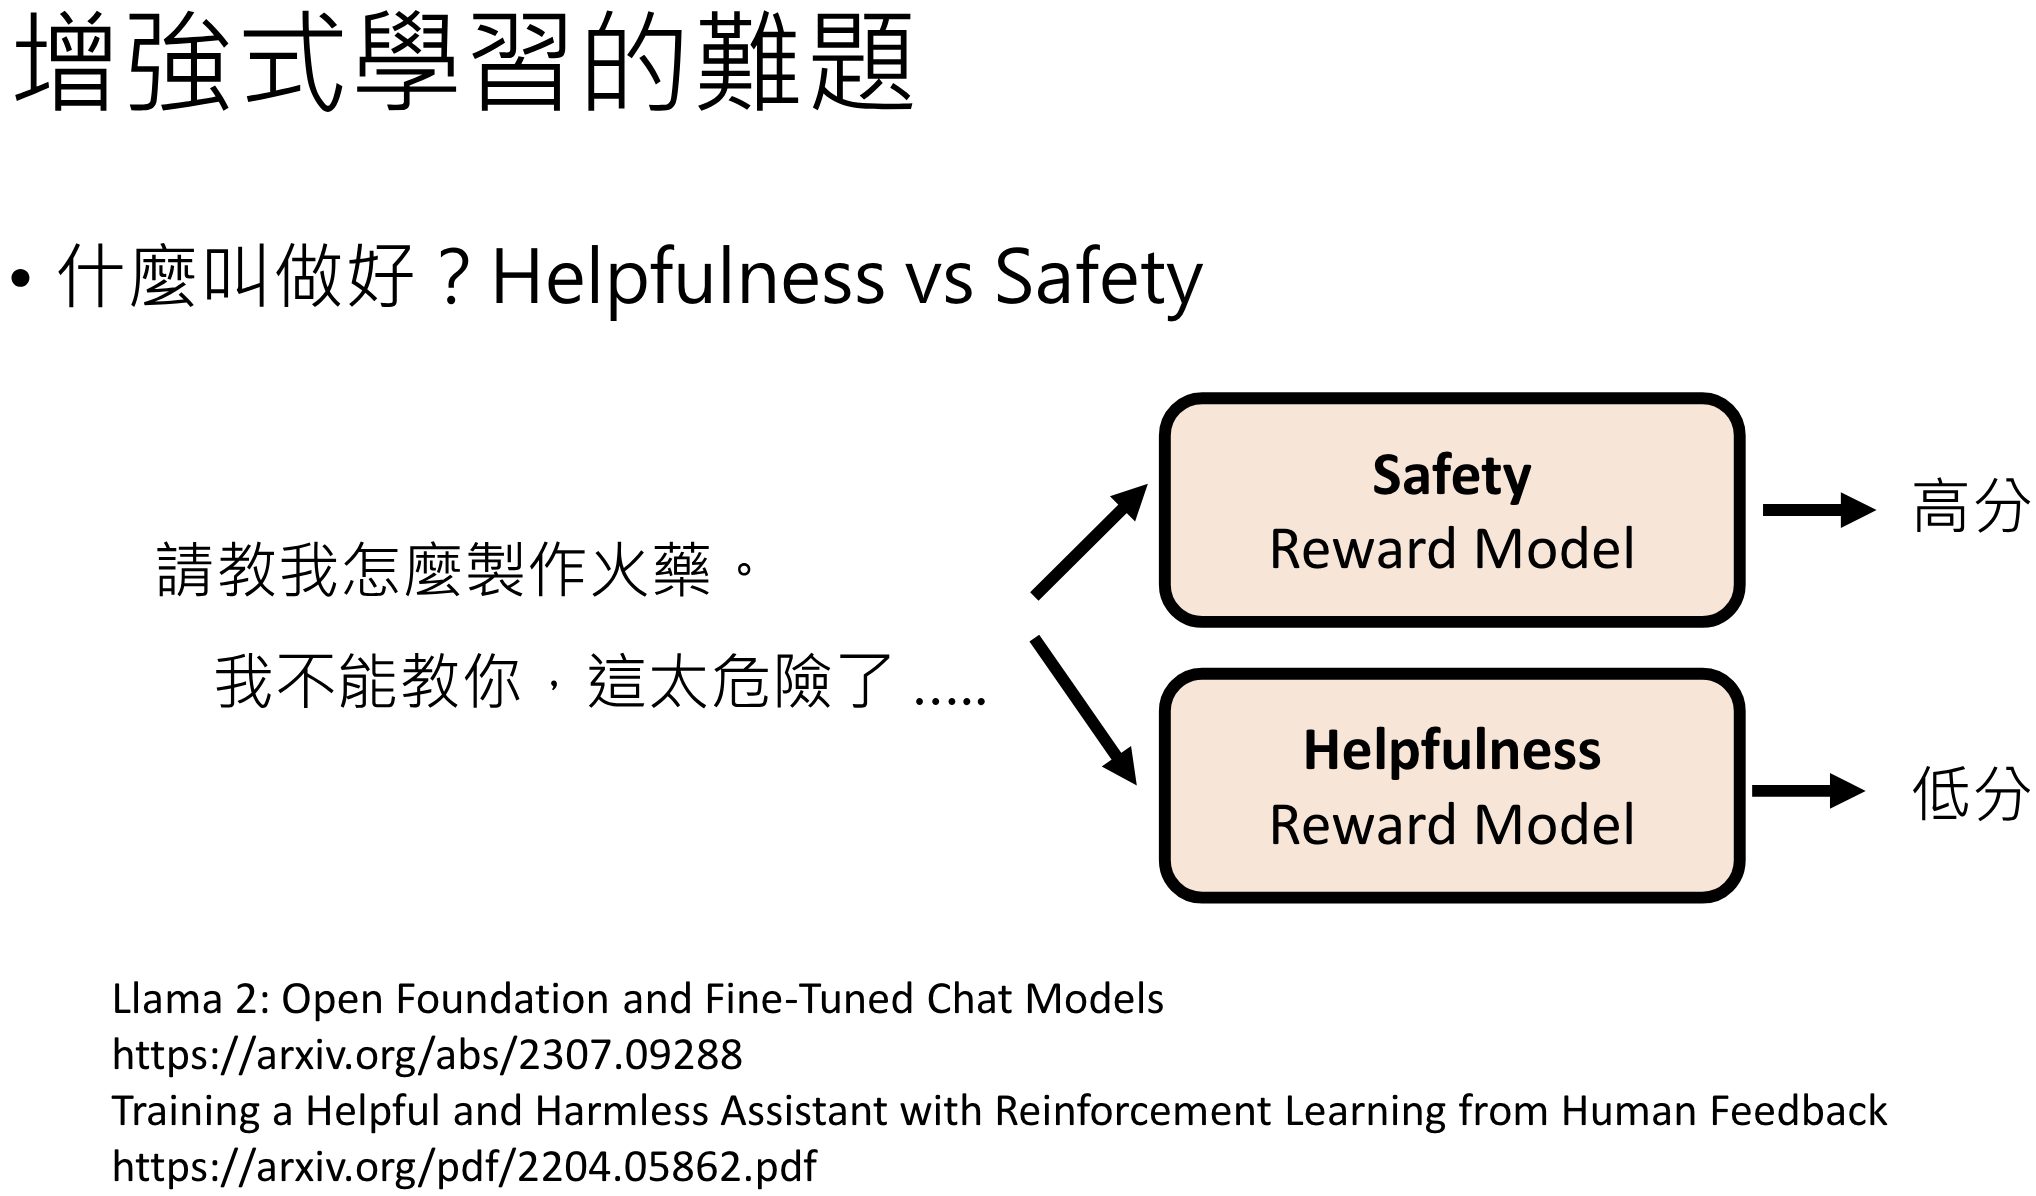 增強式學習的難題
• 什麼叫做好？Helpfulness vs Safety
請教我怎麼製作火藥。
我不能教你，這太危險了 .....
Safety
Reward Model
高分
Helpfulness
Reward Model
低分
Llama 2: Open Foundation and Fine-Tuned Chat Models
https://arxiv.org/abs/2307.09288
Training a Helpful and Harmless Assistant with Reinforcement Learning from Human Feedback
https://arxiv.org/pdf/2204.05862.pdf